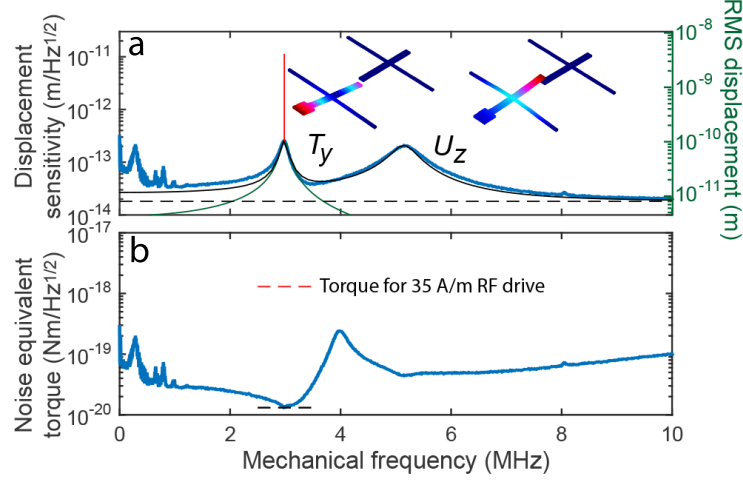 a
Displacement
sensitivity (m/Hz^1/2)
10^-11
10^-12
10^-13
10^-14
T_y
U_z
10^-8
10^-9
10^-10
10^-11
RMS displacement (m)
b
Noise equivalent
torque (Nm/Hz^1/2)
10^-17
10^-18
10^-19
10^-20
Torque for 35 A/m RF drive
0 2 4 6 8 10
Mechanical frequency (MHz)